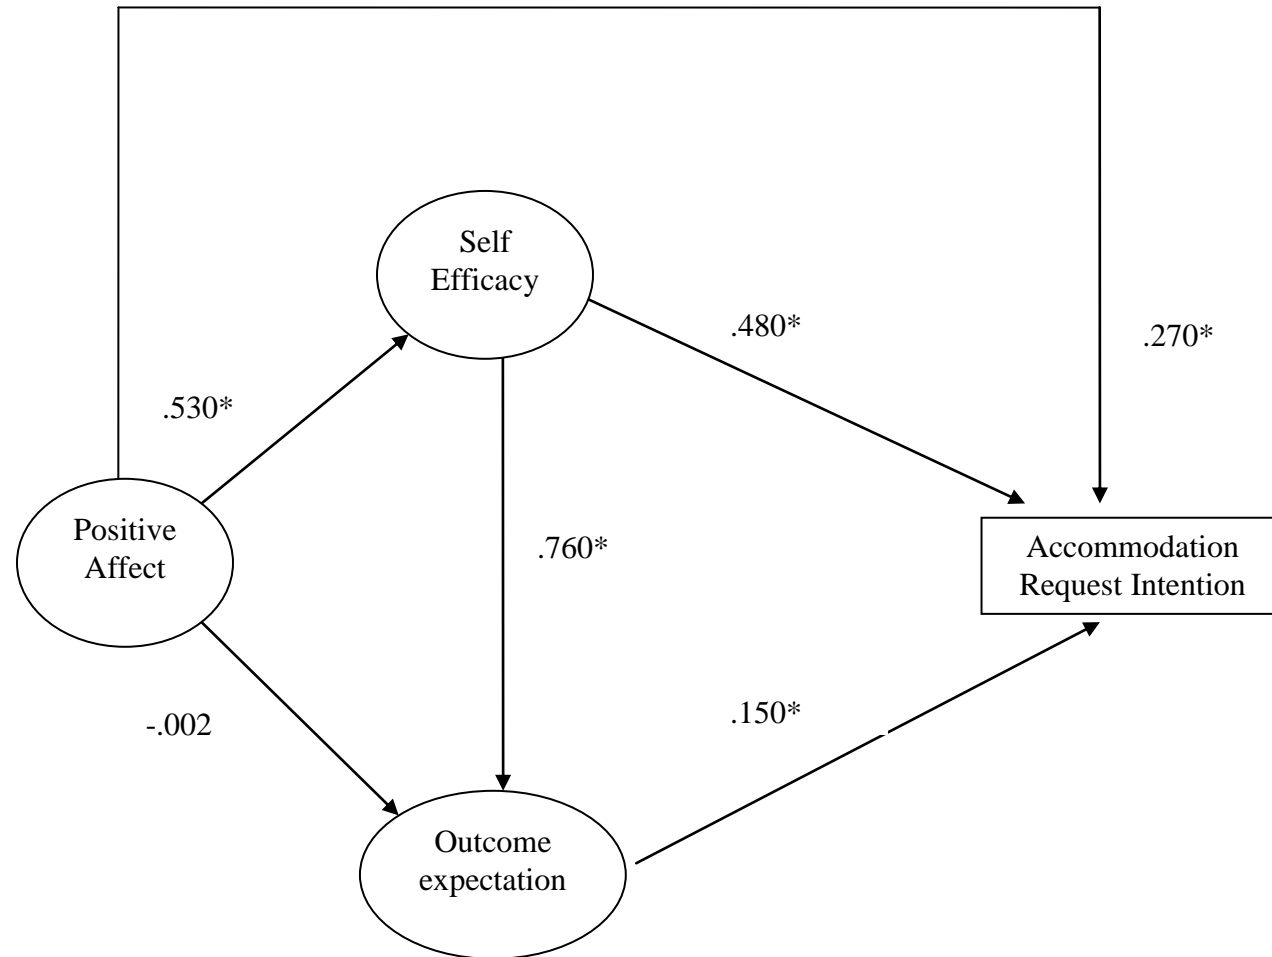 Self
Efficacy
.480*
.270*
.530*
Positive
Affect
.760*
Accommodation
Request Intention
-.002
.150*
Outcome
expectation